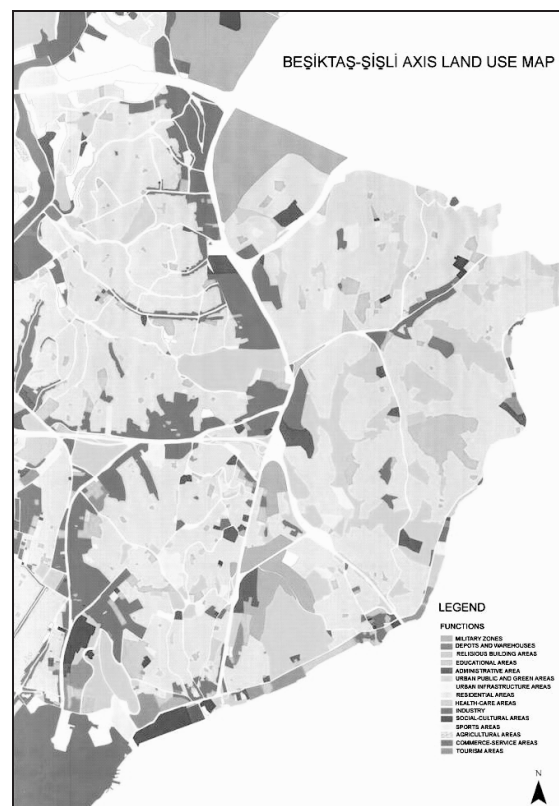 BEŞİKTAŞ-ŞİŞLİ AXIS LAND USE MAP
LEGEND
FUNCTIONS
MILITARY ZONES
DEPOTS AND WAREHOUSES
RELIGIOUS BUILDING AREAS
EDUCATIONAL AREAS
ADMINISTRATIVE AREA
URBAN PUBLIC AND GREEN AREAS
URBAN INFRASTRUCTURE AREAS
RESIDENTIAL AREAS
HEALTH-CARE AREAS
INDUSTRY
SOCIAL-CULTURAL AREAS
SPORTS AREAS
AGRICULTURAL AREAS
COMMERCE-SERVICE AREAS
TOURISM AREAS
N